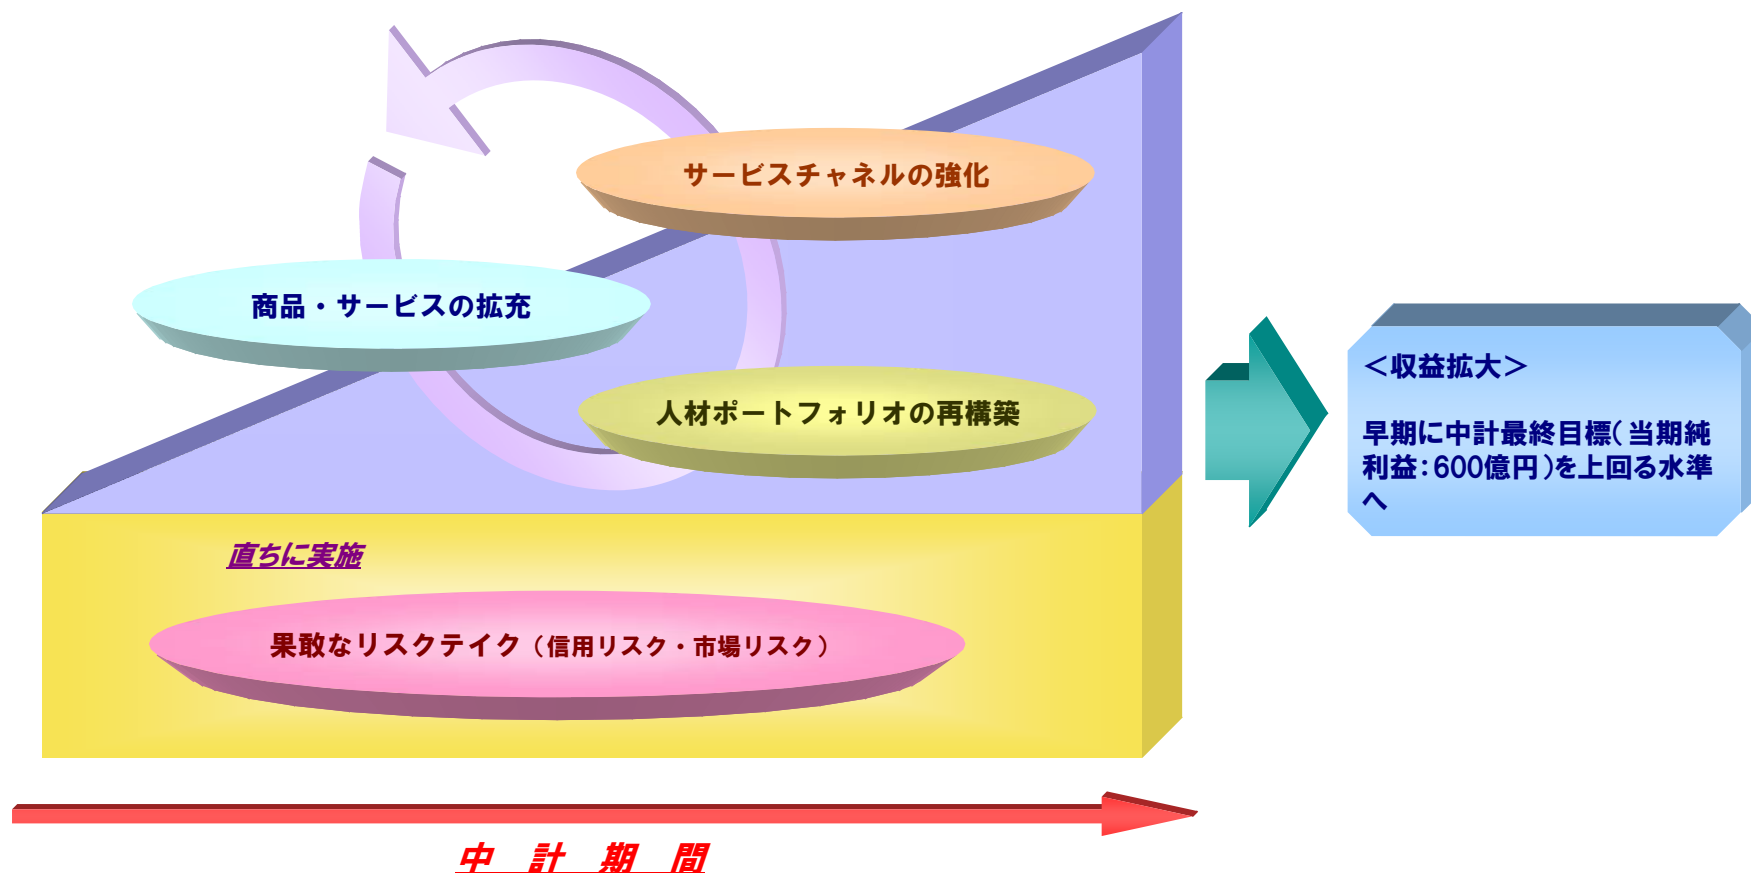 サービスチャネルの強化
商品・サービスの拡充
人材ポートフォリオの再構築
直ちに実施
果敢なリスクテイク（信用リスク・市場リスク）
中 計 期 間
＜収益拡大＞
早期に中計最終目標（当期純
利益：600億円）を上回る水準
へ